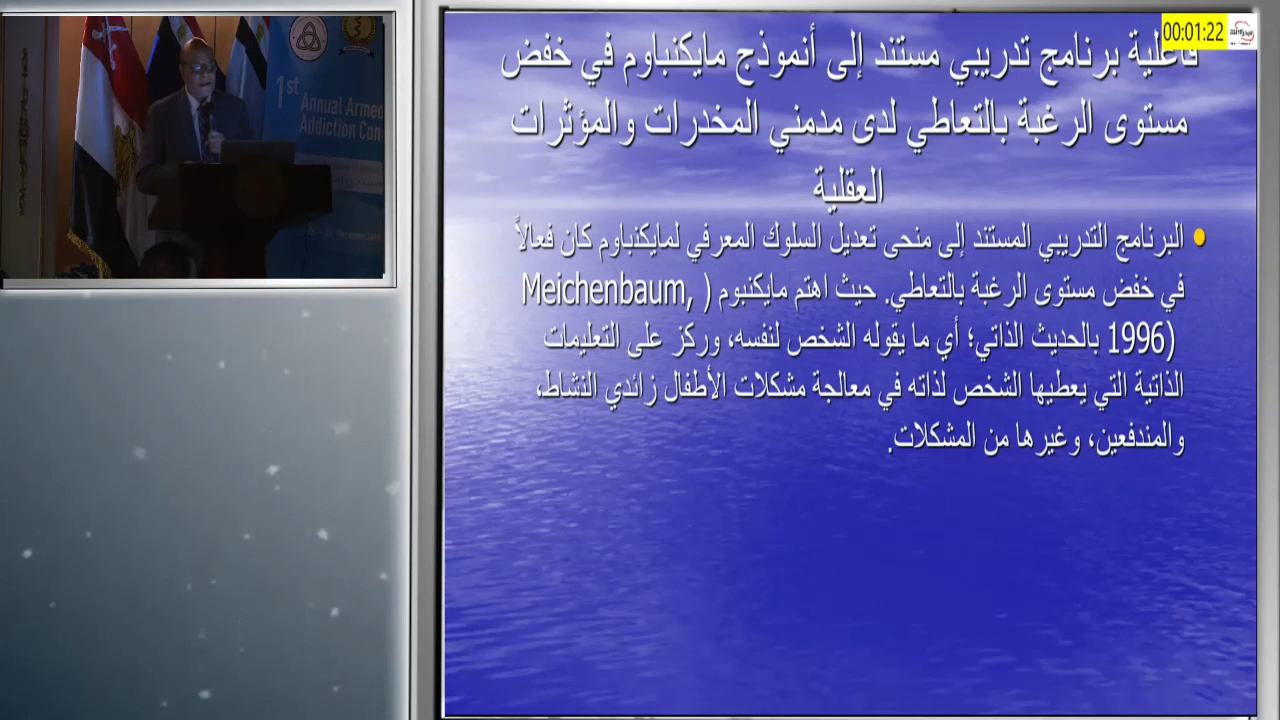 1st
Annual Armed
Addiction Con
00:01:22
فاعلية برنامج تدريبي مستند إلى أنموذج مايكنباوم في خفض
مستوى الرغبة بالتعاطي لدى مدمني المخدرات والمؤثرات
العقلية
البرنامج التدريبي المستند إلى منحى تعديل السلوك المعرفي لمايكنباوم كان فعالاً
في خفض مستوى الرغبة بالتعاطي. حيث اهتم مايكنبوم ( Meichenbaum,
1996) بالحديث الذاتي؛ أي ما يقوله الشخص لنفسه، وركز على التعليمات
الذاتية التي يعطيها الشخص لذاته في معالجة مشكلات الأطفال زائدي النشاط،
والمندفعين، وغيرها من المشكلات.